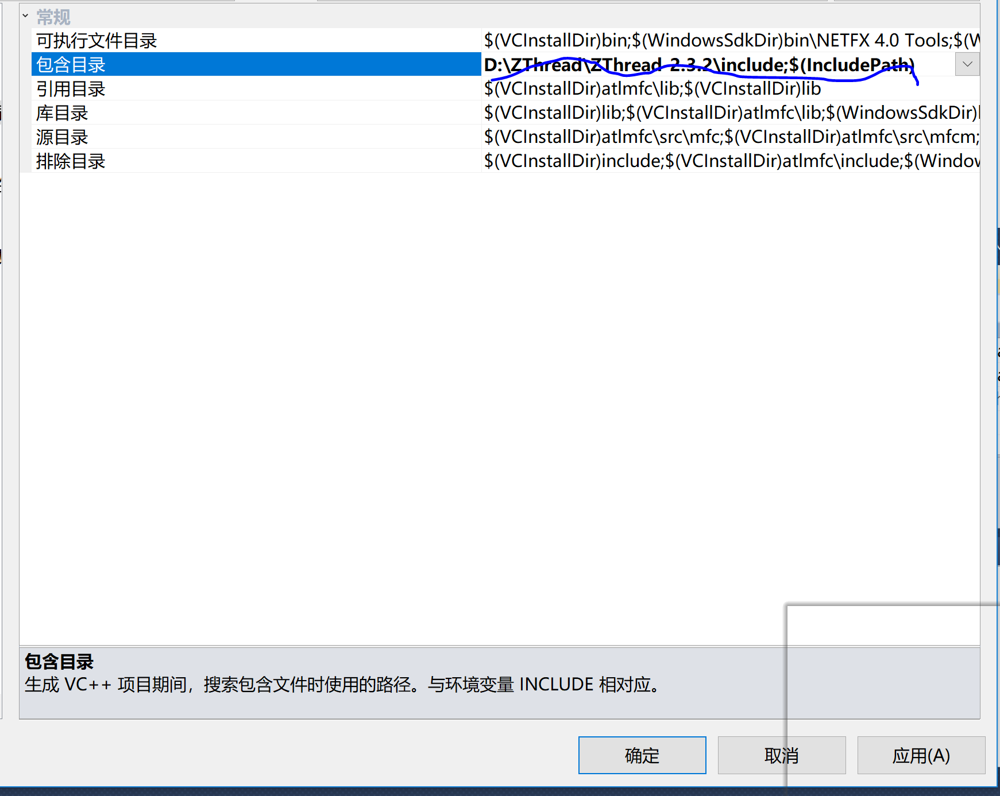 常规
可执行文件目录 $(VCInstallDir)bin;$(WindowsSdkDir)bin\NETFX 4.0 Tools;$(W
包含目录 D:\ZThread\ZThread-2.3.2\include;$(IncludePath)
引用目录 $(VCInstallDir)atlmfc\lib;$(VCInstallDir)lib
库目录 $(VCInstallDir)lib;$(VCInstallDir)atlmfc\lib;$(WindowsSdkDir)l
源目录 $(VCInstallDir)atlmfc\src\mfc;$(VCInstallDir)atlmfc\src\mfcm;
排除目录 $(VCInstallDir)include;$(VCInstallDir)atlmfc\include;$(Window
包含目录
生成 VC++ 项目期间，搜索包含文件时使用的路径。与环境变量 INCLUDE 相对应。
确定 取消 应用(A)